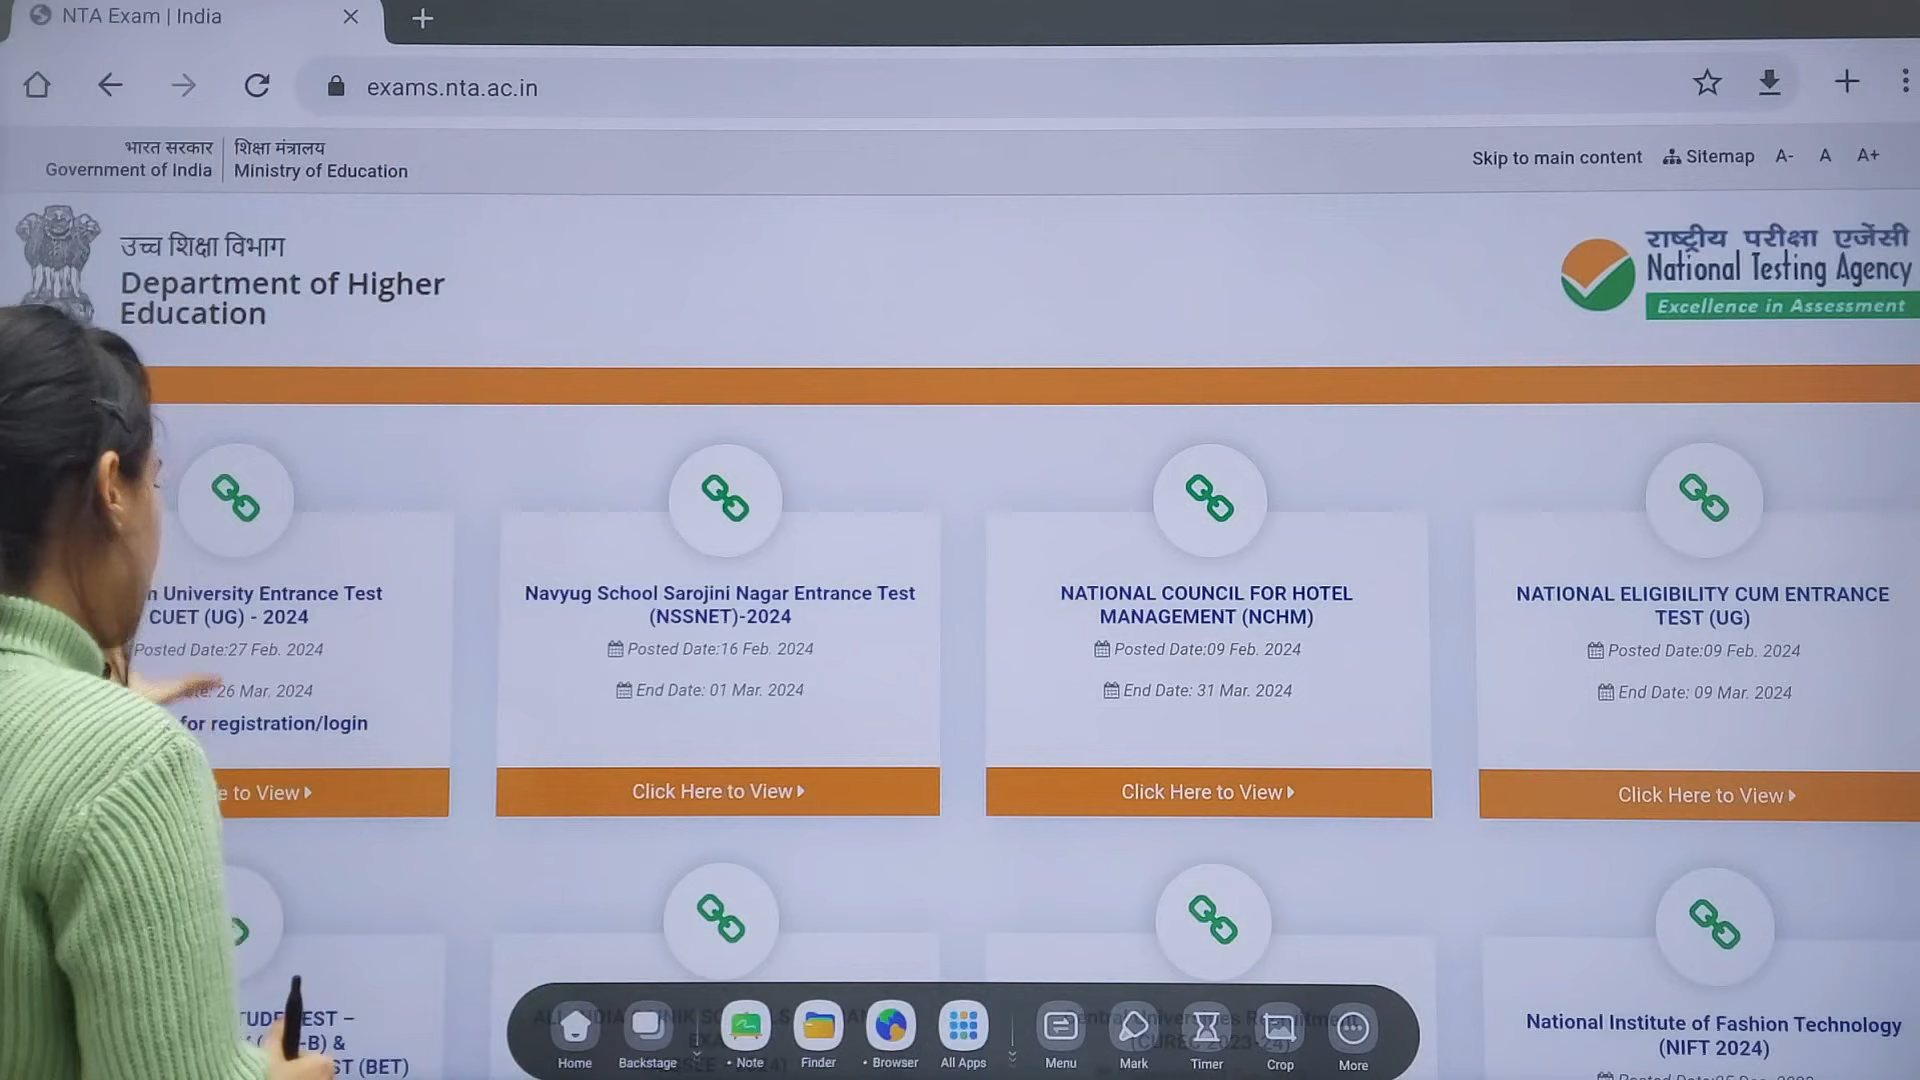 NTA Exam | India
exams.nta.ac.in
भारत सरकार
Government of India
शिक्षा मंत्रालय
Ministry of Education
Skip to main content
Sitemap
A-
A
A+
उच्च शिक्षा विभाग
Department of Higher
Education
राष्ट्रीय परीक्षा एजेंसी
National Testing Agency
Excellence in Assessment
University Entrance Test
CUET (UG) - 2024
Posted Date:27 Feb. 2024
26 Mar. 2024
for registration/login
to View
Navyug School Sarojini Nagar Entrance Test
(NSSNET)-2024
Posted Date:16 Feb. 2024
End Date: 01 Mar. 2024
Click Here to View
NATIONAL COUNCIL FOR HOTEL
MANAGEMENT (NCHM)
Posted Date:09 Feb. 2024
End Date: 31 Mar. 2024
Click Here to View
NATIONAL ELIGIBILITY CUM ENTRANCE
TEST (UG)
Posted Date:09 Feb. 2024
End Date: 09 Mar. 2024
Click Here to View
(BET)
National Institute of Fashion Technology
(NIFT 2024)
Home
Backstage
Note
Finder
Browser
All Apps
Menu
Mark
Timer
Crop
More